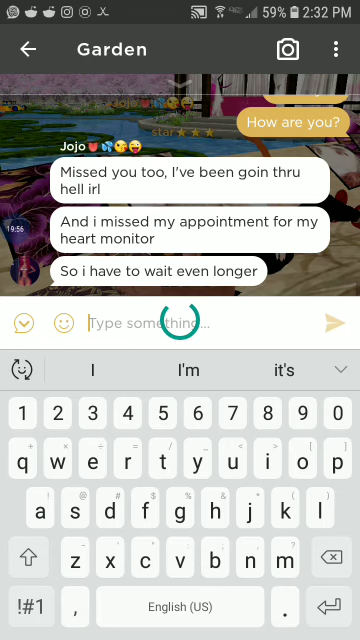 59% 2:32 PM
Garden
Jojo
star★★★
How are you?
Jojo👅💦😘😜
Missed you too, I've been goin thru
hell irl
19:56
And i missed my appointment for my
heart monitor
So i have to wait even longer
Type something...
I I'm it's
1 2 3 4 5 6 7 8 9 0
+ × ÷ = / _ < > [ ]
q w e r t y u i o p
! @ # $ % ^ & * ( )
a s d f g h j k l
- ' " : ; , ?
z x c v b n m
!#1 , English (US) .